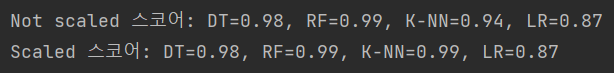 Not scaled 스코어: DT=0.98, RF=0.99, K-NN=0.94, LR=0.87
Scaled 스코어: DT=0.98, RF=0.99, K-NN=0.99, LR=0.87